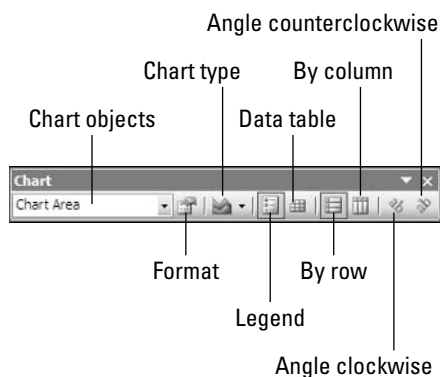 Angle counterclockwise
Chart type
By column
Chart objects
Data table
Chart
Chart Area
Format
By row
Legend
Angle clockwise